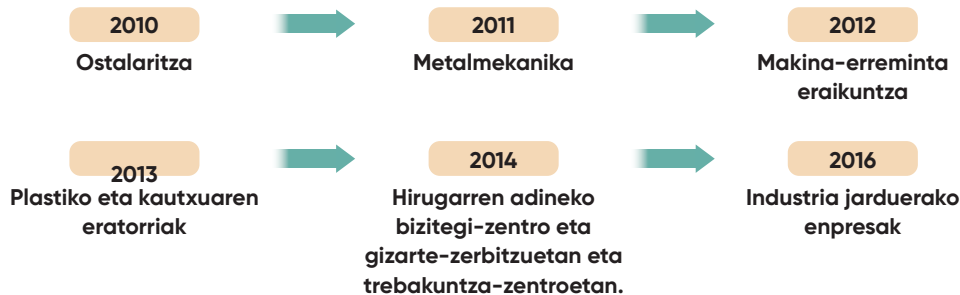 2010
Ostalaritza
2011
Metalmekanika
2012
Makina-erreminta
eraikuntza
2013
Plastiko eta kautxuaren
eratorriak
2014
Hirugarren adineko
bizitegi-zentro eta
gizarte-zerbitzuetan eta
trebakuntza-zentroetan.
2016
Industria jarduerako
enpresak